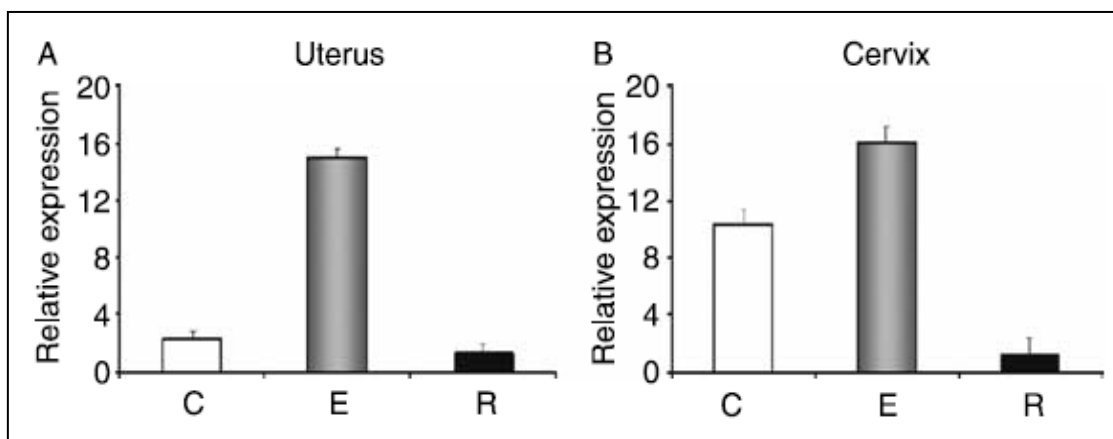 A
Uterus
Relative expression
20
16
12
8
4
0
C E R
B
Cervix
Relative expression
20
16
12
8
4
0
C E R